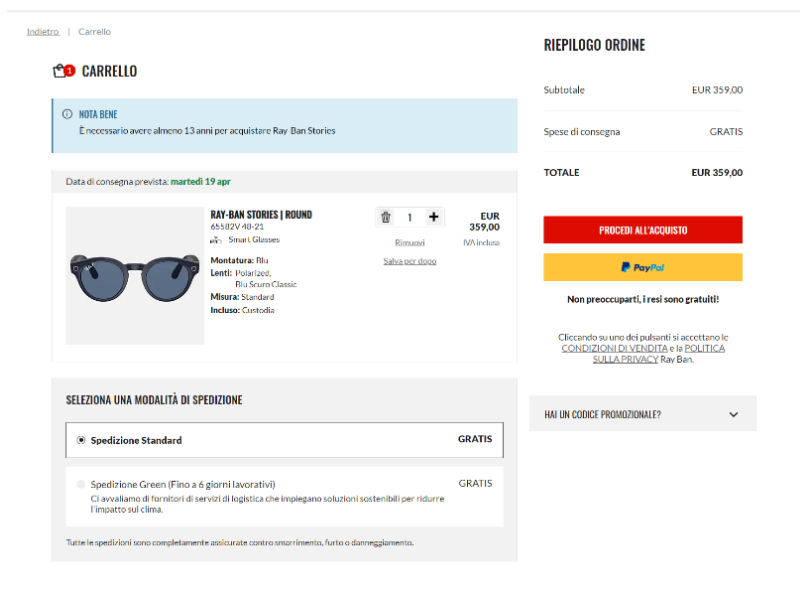 Indietro | Carrello
1 CARRELLO
NOTA BENE
È necessario avere almeno 13 anni per acquistare Ray-Ban Stories
Data di consegna prevista: martedì 19 apr
RAY-BAN STORIES | ROUND
65582V 48-21
Smart Glasses
Montatura: Blu
Lenti: Polarized,
Blu Scuro Classic
Misura: Standard
Incluso: Custodia
1 +
Rimuovi
Salva per dopo
EUR
359,00
IVA inclusa
SELEZIONA UNA MODALITÀ DI SPEDIZIONE
Spedizione Standard GRATIS
Spedizione Green (Fino a 6 giorni lavorativi) GRATIS
Ci avvaliamo di fornitori di servizi di logistica che impiegano soluzioni sostenibili per ridurre
l'impatto sul clima.
Tutte le spedizioni sono completamente assicurate contro smarrimento, furto o danneggiamento.
RIEPILOGO ORDINE
Subtotale EUR 359,00
Spese di consegna GRATIS
TOTALE EUR 359,00
PROCEDI ALL'ACQUISTO
PayPal
Non preoccuparti, i resi sono gratuiti!
Cliccando su uno dei pulsanti si accettano le
CONDIZIONI DI VENDITA e la POLITICA
SULLA PRIVACY Ray Ban.
HAI UN CODICE PROMOZIONALE?